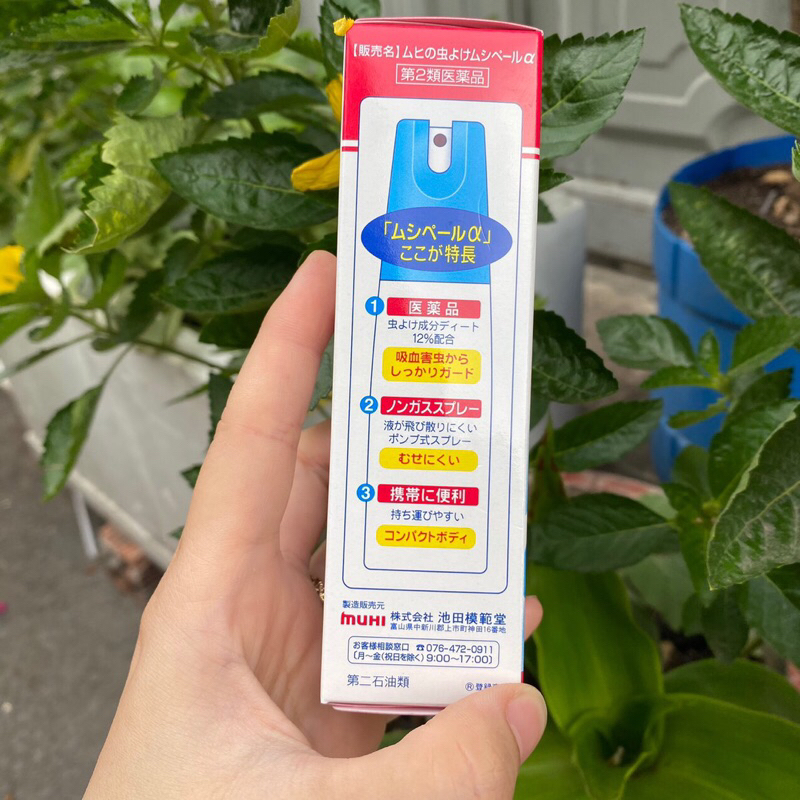 【販売名】ムヒの虫よけムシペールα
第2類医薬品
「ムシペールα」
ここが特長
1 医薬品
虫よけ成分ディート
12%配合
吸血害虫から
しっかりガード
2 ノンガススプレー
液が飛び散りにくい
ポンプ式スプレー
むせにくい
3 携帯に便利
持ち運びやすい
コンパクトボディ
製造販売元
MUHI 株式会社 池田模範堂
富山県中新川郡上市町神田16番地
お客様相談窓口 ☎076-472-0911
〔月〜金(祝日を除く)9:00〜17:00〕
第二石油類
®登録